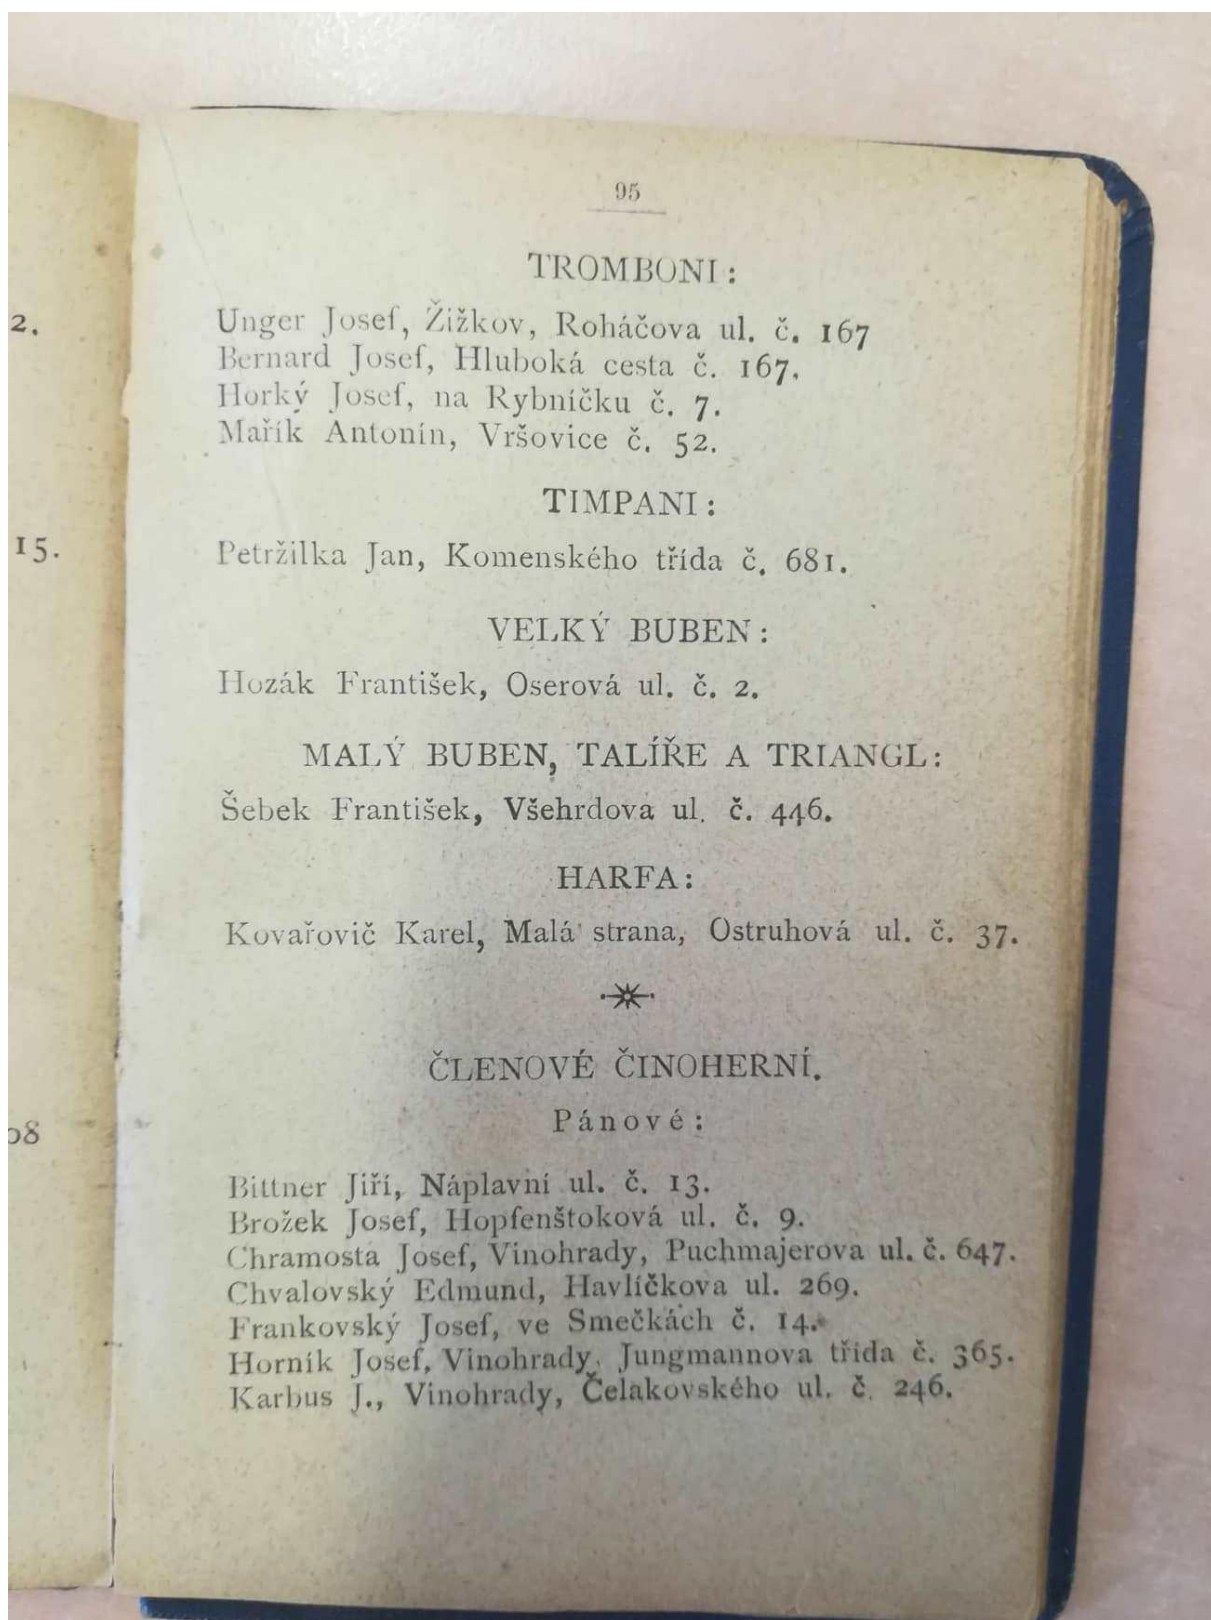 2.
15.
08
95
TROMBONI:
Unger Josef, Žižkov, Roháčova ul. č. 167
Bernard Josef, Hluboká cesta č. 167.
Horký Josef, na Rybníčku č. 7.
Mařík Antonín, Vršovice č. 52.
TIMPANI:
Petržilka Jan, Komenského třída č. 681.
VELKÝ BUBEN:
Hozák František, Oserová ul. č. 2.
MALÝ BUBEN, TALÍŘE A TRIANGL:
Šebek František, Všehrdova ul. č. 446.
HARFA:
Kovařovič Karel, Malá strana, Ostruhová ul. č. 37.
ČLENOVÉ ČINOHERNÍ.
Pánové:
Bittner Jiří, Náplavní ul. č. 13.
Brožek Josef, Hopfenštoková ul. č. 9.
Chramosta Josef, Vinohrady, Puchmajerova ul. č. 647.
Chvalovský Edmund, Havlíčkova ul. 269.
Frankovský Josef, ve Smečkách č. 14.
Horník Josef, Vinohrady, Jungmannova třída č. 365.
Karbus J., Vinohrady, Čelakovského ul. č. 246.